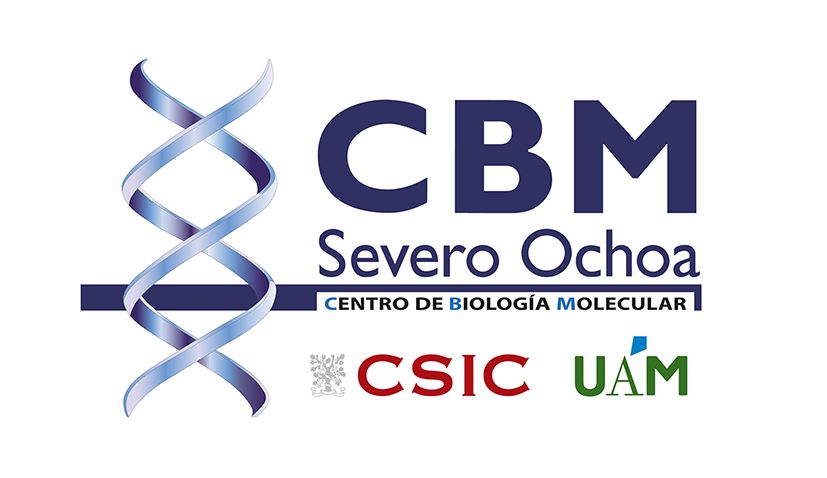 CBM
Severo Ochoa
CENTRO DE BIOLOGÍA MOLECULAR
CSIC UAM